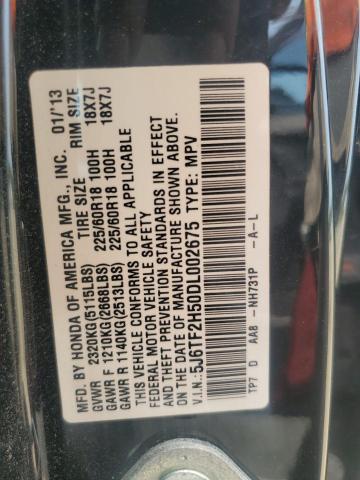 MFD. BY HONDA OF AMERICA MFG., INC. 01/'13
TIRE SIZE RIM SIZE
GVWR 2320KG(5115LBS)
GAWR F 1210KG(2668LBS) 225/60R18 100H 18X7J
GAWR R 1140KG(2513LBS) 225/60R18 100H 18X7J
THIS VEHICLE CONFORMS TO ALL APPLICABLE
FEDERAL MOTOR VEHICLE SAFETY
AND THEFT PREVENTION STANDARDS IN EFFECT
ON THE DATE OF MANUFACTURE SHOWN ABOVE.
V.I.N:5J6TF2H50DL002675 TYPE: MPV
TP7 D AA8 -NH731P -A-L